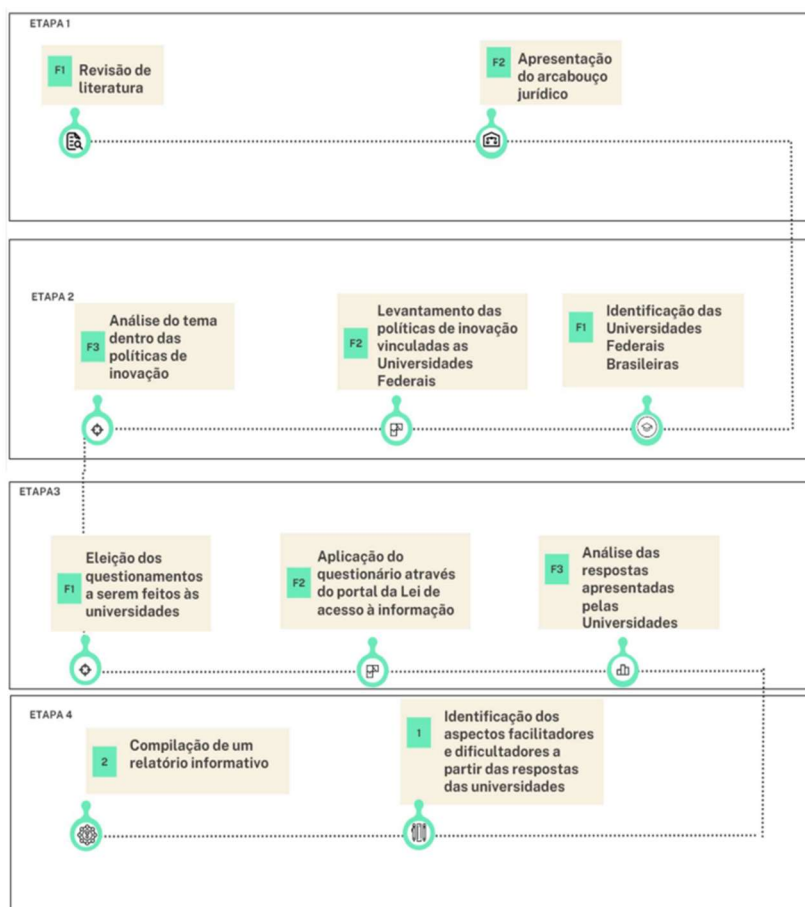 ETAPA 1
F1
Revisão de
literatura
F2
Apresentação
do arcabouço
jurídico
ETAPA 2
F3
Análise do tema
dentro das
políticas de
inovação
F2
Levantamento das
políticas de inovação
vinculadas as
Universidades
Federais
F1
Identificação das
Universidades
Federais
Brasileiras
ETAPA3
F1
Eleição dos
questionamentos
a serem feitos às
universidades
F2
Aplicação do
questionário através
do portal da Lei de
acesso à informação
F3
Análise das
respostas
apresentadas
pelas
Universidades
ETAPA 4
2
Compilação de um
relatório informativo
1
Identificação dos
aspectos facilitadores
e dificultadores a
partir das respostas
das universidades